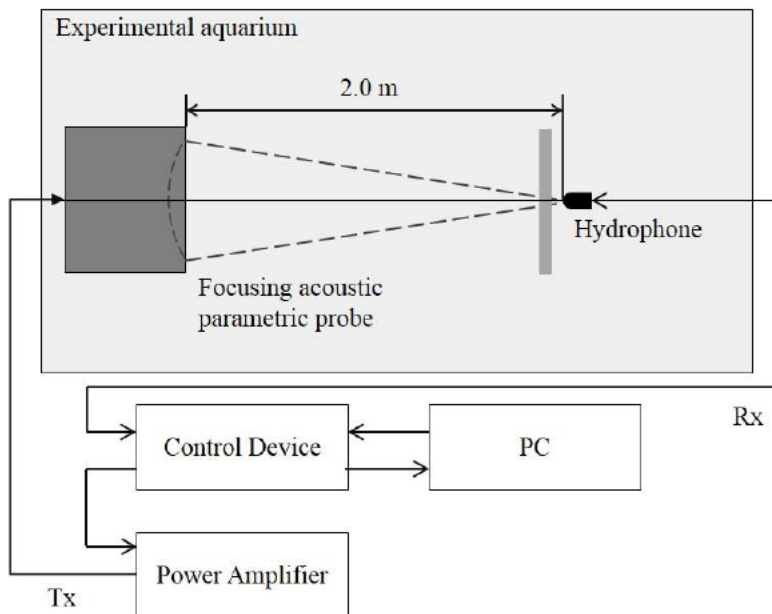 Experimental aquarium
2.0 m
Hydrophone
Focusing acoustic
parametric probe
Rx
Control Device
PC
Power Amplifier
Tx